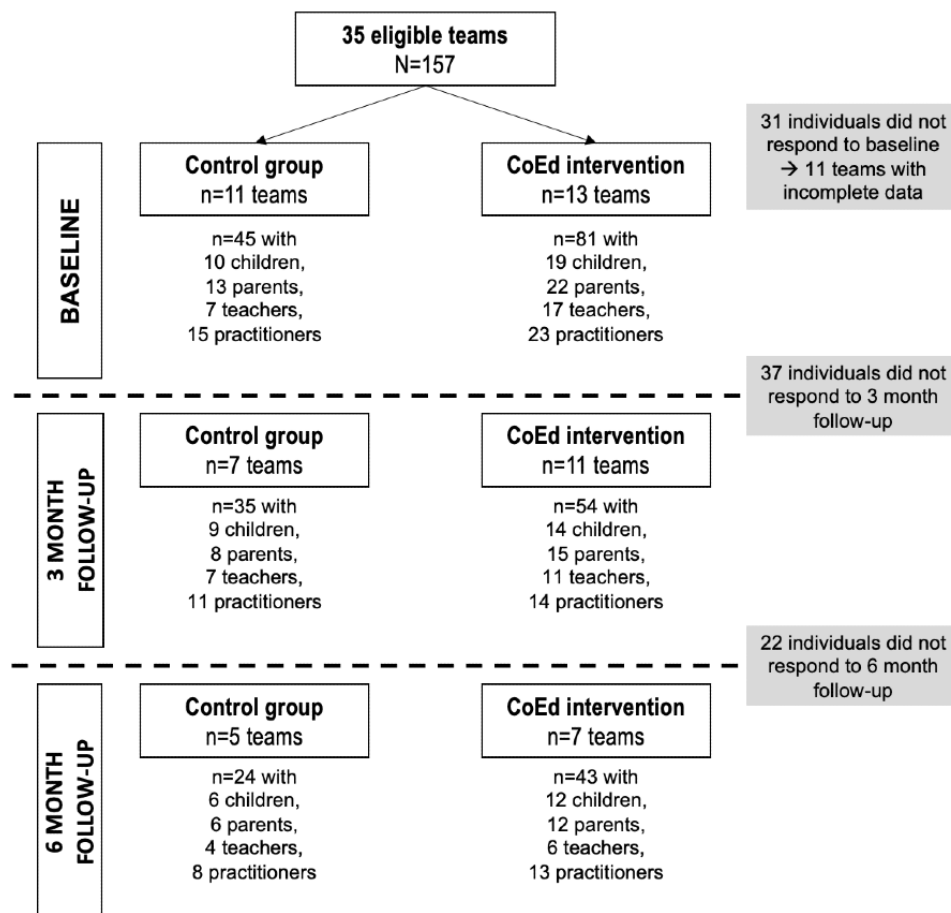 35 eligible teams
N=157
31 individuals did not
respond to baseline
→ 11 teams with
incomplete data
BASELINE
Control group
n=11 teams
n=45 with
10 children,
13 parents,
7 teachers,
15 practitioners
CoEd intervention
n=13 teams
n=81 with
19 children,
22 parents,
17 teachers,
23 practitioners
37 individuals did not
respond to 3 month
follow-up
3 MONTH
FOLLOW-UP
Control group
n=7 teams
n=35 with
9 children,
8 parents,
7 teachers,
11 practitioners
CoEd intervention
n=11 teams
n=54 with
14 children,
15 parents,
11 teachers,
14 practitioners
22 individuals did not
respond to 6 month
follow-up
6 MONTH
FOLLOW-UP
Control group
n=5 teams
n=24 with
6 children,
6 parents,
4 teachers,
8 practitioners
CoEd intervention
n=7 teams
n=43 with
12 children,
12 parents,
6 teachers,
13 practitioners